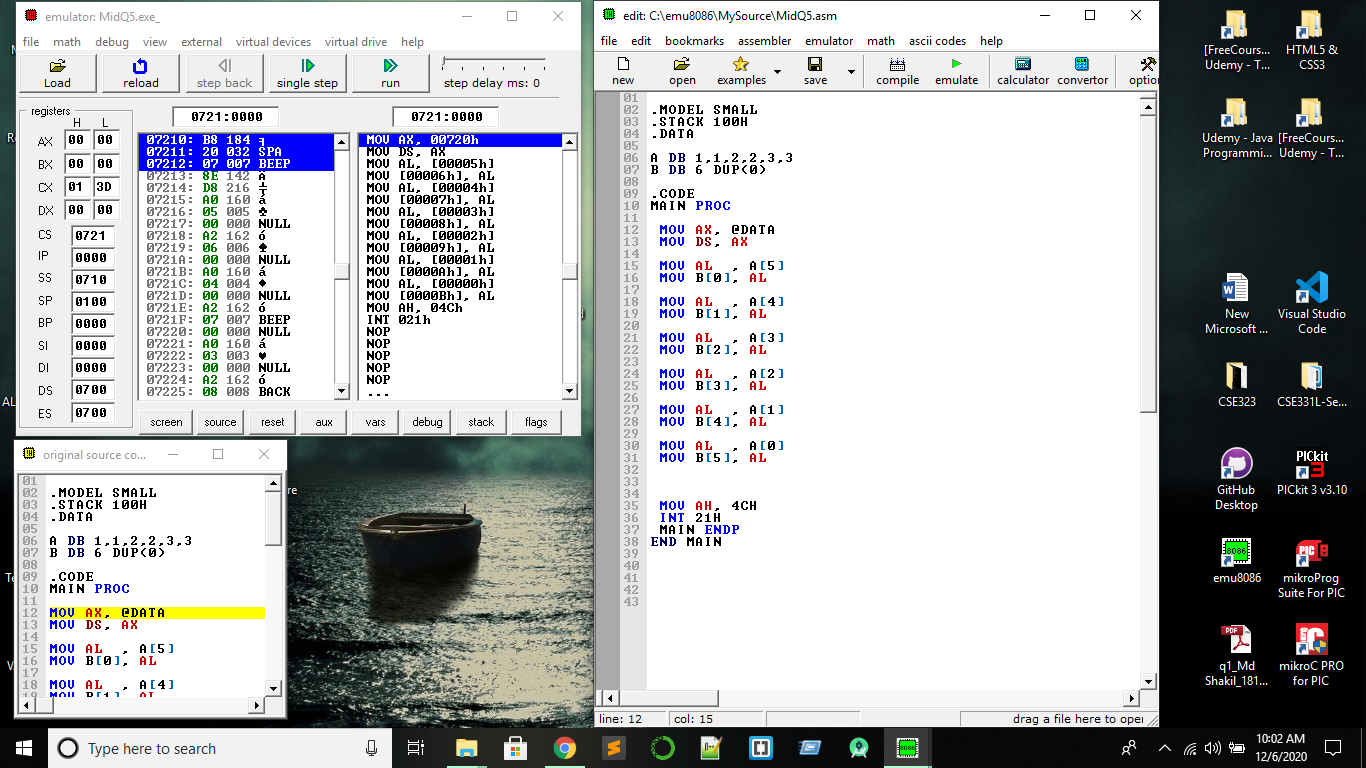 emulator: MidQ5.exe_
file math debug view external virtual devices virtual drive help
Load reload step back single step run step delay ms: 0
registers
H L
0721:0000 0721:0000
AX 00 00
BX 00 00
CX 01 3D
DX 00 00
CS 0721
IP 0000
SS 0710
SP 0100
BP 0000
SI 0000
DI 0000
DS 0700
ES 0700
07210: B8 184 ╕
07211: 20 032 SPA
07212: 07 007 BEEP
07213: 8E 142 Ä
07214: D8 216 ╪
07215: A0 160 á
07216: 05 005 ♣
07217: 00 000 NULL
07218: A2 162 ó
07219: 06 006 ♠
0721A: 00 000 NULL
0721B: A0 160 á
0721C: 04 004 ♦
0721D: 00 000 NULL
0721E: A2 162 ó
0721F: 07 007 BEEP
07220: 00 000 NULL
07221: A0 160 á
07222: 03 003 ♥
07223: 00 000 NULL
07224: A2 162 ó
07225: 08 008 BACK
MOV AX, 00720h
MOV DS, AX
MOV AL, [00005h]
MOV [00006h], AL
MOV AL, [00004h]
MOV [00007h], AL
MOV AL, [00003h]
MOV [00008h], AL
MOV AL, [00002h]
MOV [00009h], AL
MOV AL, [00001h]
MOV [0000Ah], AL
MOV AL, [00000h]
MOV [0000Bh], AL
MOV AH, 04Ch
INT 021h
NOP
NOP
NOP
NOP
NOP
...
screen source reset aux vars debug stack flags
original source co...
01
02 .MODEL SMALL
03 .STACK 100H
04 .DATA
05
06 A DB 1,1,2,2,3,3
07 B DB 6 DUP(0)
08
09 .CODE
10 MAIN PROC
11
12 MOV AX, @DATA
13 MOV DS, AX
14
15 MOV AL , A[5]
16 MOV B[0], AL
17
18 MOV AL , A[4]
19 MOV B[1], AL
edit: C:\emu8086\MySource\MidQ5.asm
file edit bookmarks assembler emulator math ascii codes help
new open examples save compile emulate calculator convertor optio
01
02 .MODEL SMALL
03 .STACK 100H
04 .DATA
05
06 A DB 1,1,2,2,3,3
07 B DB 6 DUP(0)
08
09 .CODE
10 MAIN PROC
11
12 MOV AX, @DATA
13 MOV DS, AX
14
15 MOV AL , A[5]
16 MOV B[0], AL
17
18 MOV AL , A[4]
19 MOV B[1], AL
20
21 MOV AL , A[3]
22 MOV B[2], AL
23
24 MOV AL , A[2]
25 MOV B[3], AL
26
27 MOV AL , A[1]
28 MOV B[4], AL
29
30 MOV AL , A[0]
31 MOV B[5], AL
32
33
34
35 MOV AH, 4CH
36 INT 21H
37 MAIN ENDP
38 END MAIN
39
40
41
42
43
line: 12 col: 15 drag a file here to open
[FreeCours... Udemy - T...
HTML5 & CSS3
Udemy - Java Programmi...
[FreeCours... Udemy - T...
New Microsoft ...
Visual Studio Code
CSE323
CSE331L-Se...
GitHub Desktop
PICkit 3
PICkit 3 v3.10
8086
emu8086
PIC 8
mikroProg Suite For PIC
PDF
q1_Md Shakil_181...
mikroC PRO for PIC
Type here to search
8086
10:02 AM
12/6/2020